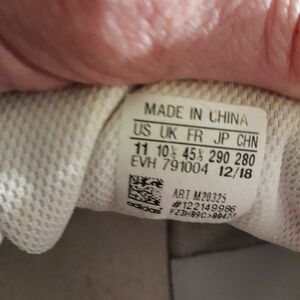 MADE IN CHINA
US UK FR JP CHN
11 10½ 45⅓ 290 280
EVH 791004 12/18
ART M20325
#122149986